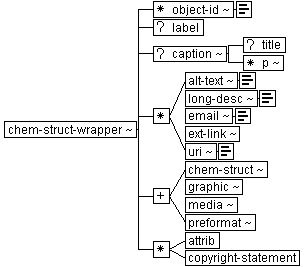 * object-id ~
? label
? caption ~
? title
* p ~
alt-text ~
long-desc ~
* email ~
ext-link ~
chem-struct-wrapper ~
uri ~
chem-struct ~
graphic ~
+ media ~
preformat ~
* attrib
copyright-statement